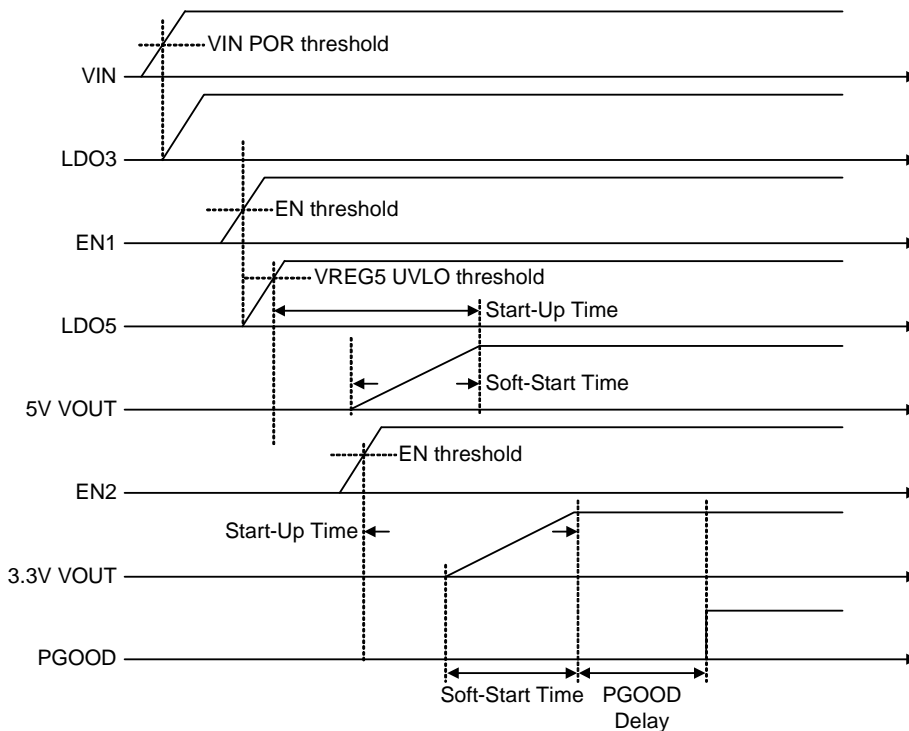 VIN POR threshold
VIN
LDO3
EN threshold
EN1
VREG5 UVLO threshold
Start-Up Time
LDO5
Soft-Start Time
5V VOUT
EN threshold
EN2
Start-Up Time
3.3V VOUT
PGOOD
Soft-Start Time
PGOOD
Delay